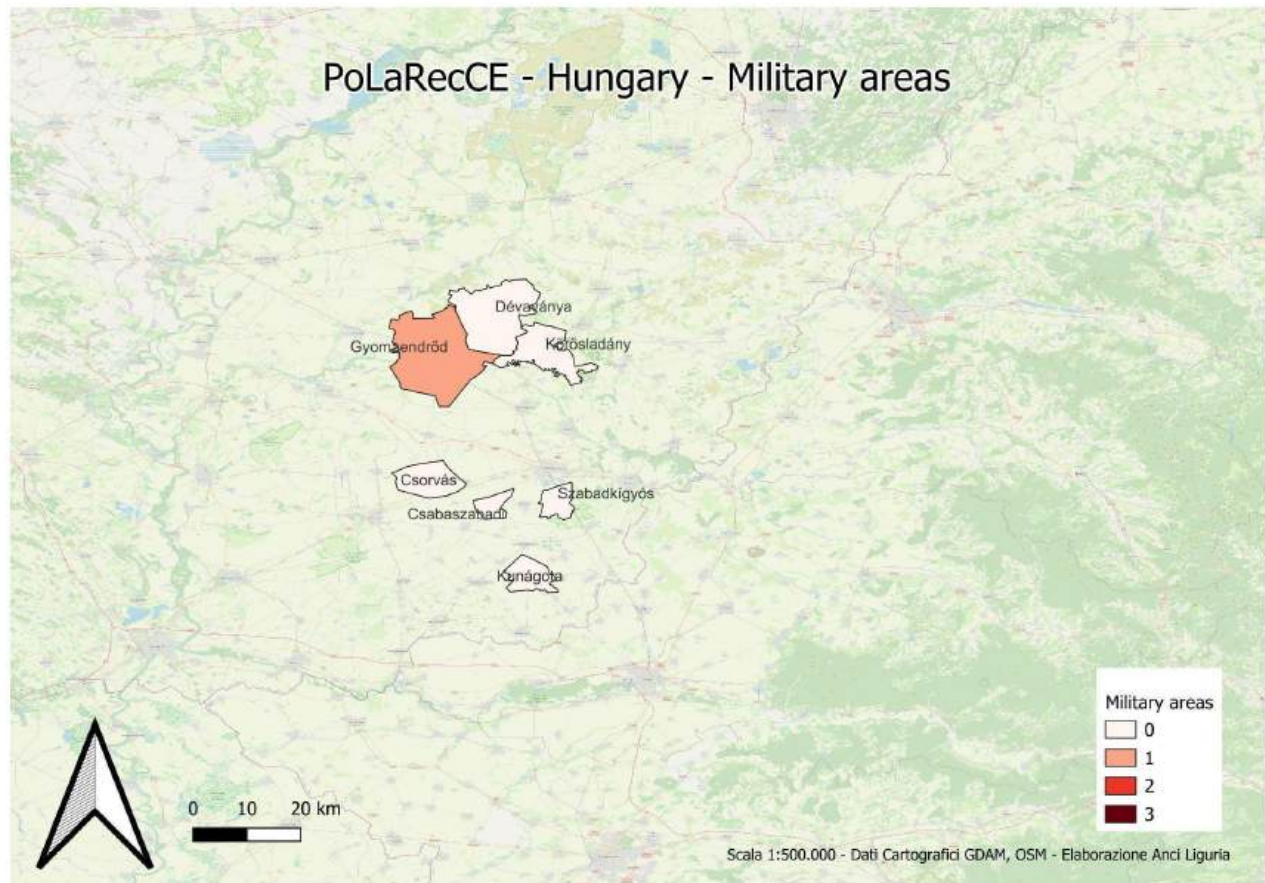 PoLaRecCE - Hungary - Military areas
Dévaványa
Gyomaendrőd
Körösladány
Csorvás
Szabadkígyós
Csabaszabadi
Kunágota
Military areas
0
1
2
3
0 10 20 km
Scala 1:500.000 - Dati Cartografici GDAM, OSM - Elaborazione Anci Liguria